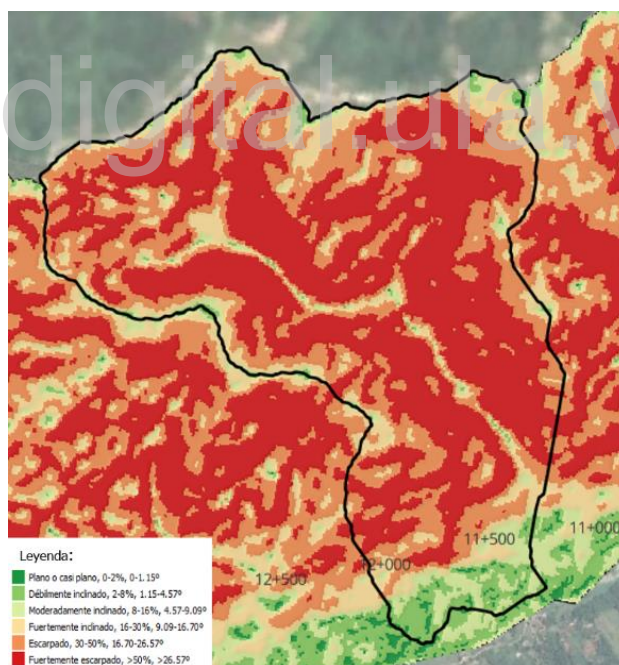 digital.ula.v
11+500
11+000
12+000
12+500
Leyenda:
Plano o casi plano, 0-2%, 0-1.15º
Débilmente inclinado, 2-8%, 1.15-4.57º
Moderadamente inclinado, 8-16%, 4.57-9.09º
Fuertemente inclinado, 16-30%, 9.09-16.70º
Escarpado, 30-50%, 16.70-26.57º
Fuertemente escarpado, >50%, >26.57º